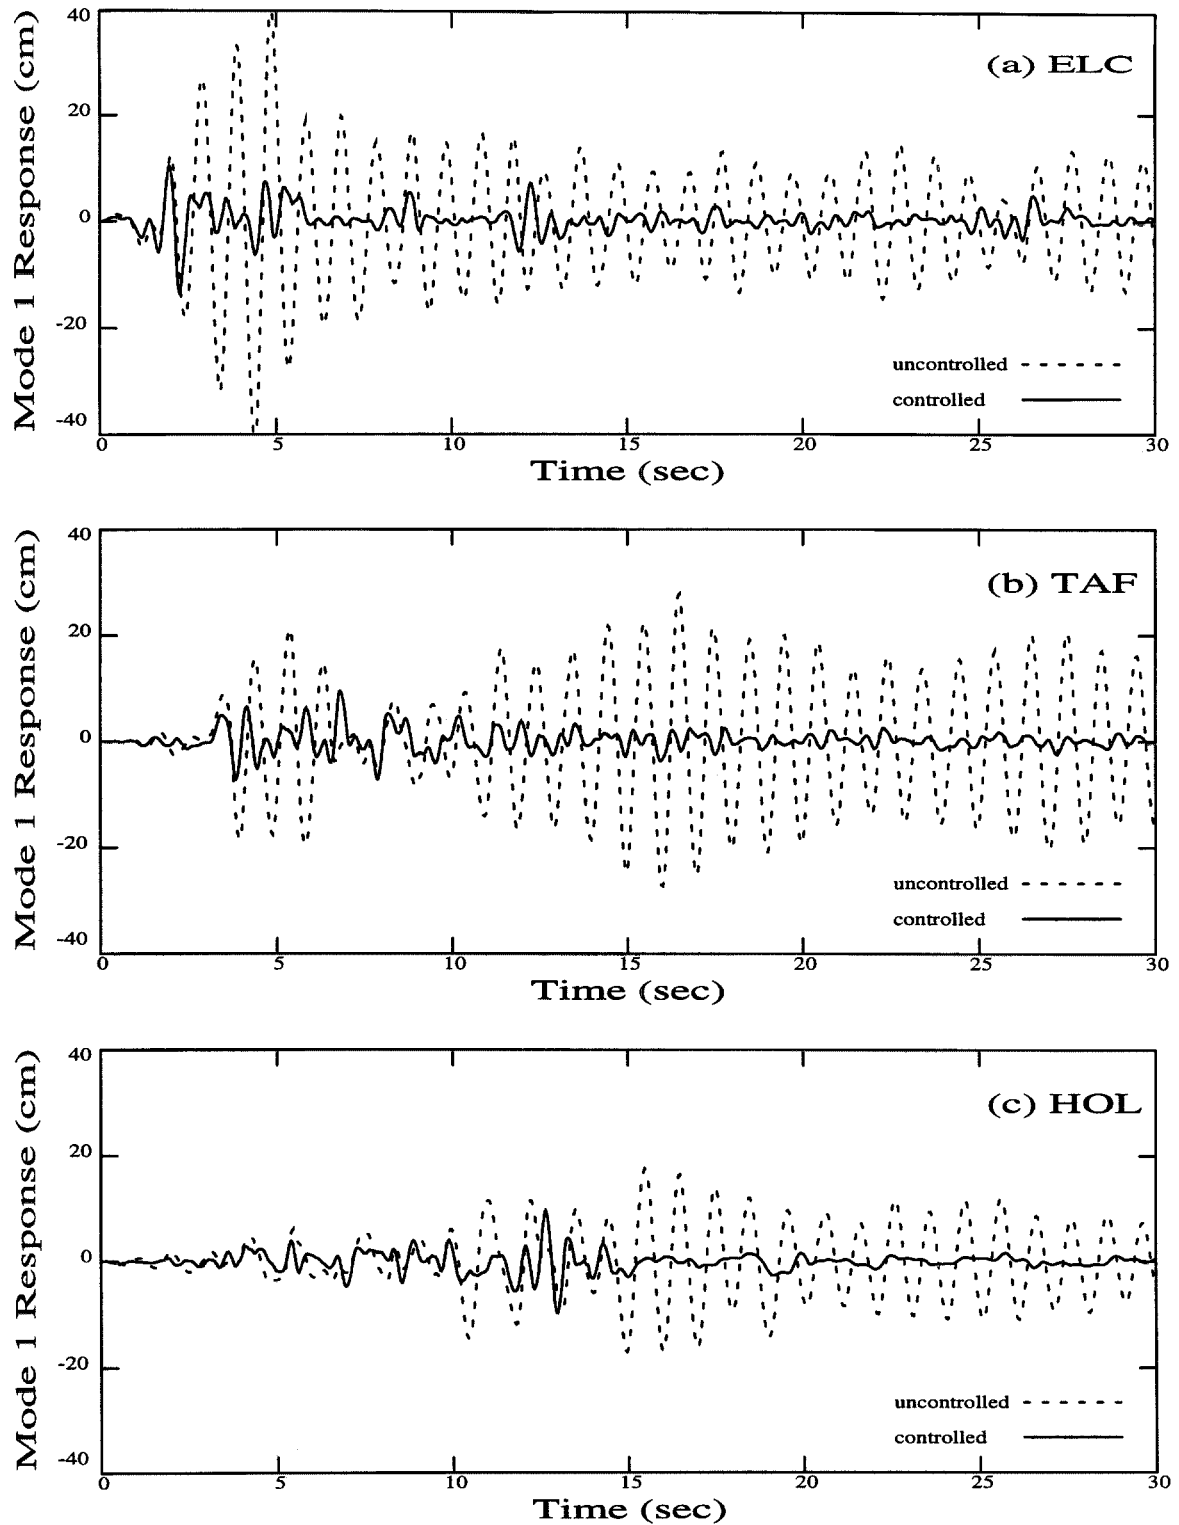 40
20
0
-20
-40
Mode 1 Response (cm)
(a) ELC
uncontrolled
controlled
0 5 10 15 20 25 30
Time (sec)
40
20
0
-20
-40
Mode 1 Response (cm)
(b) TAF
uncontrolled
controlled
0 5 10 15 20 25 30
Time (sec)
40
20
0
-20
-40
Mode 1 Response (cm)
(c) HOL
uncontrolled
controlled
0 5 10 15 20 25 30
Time (sec)